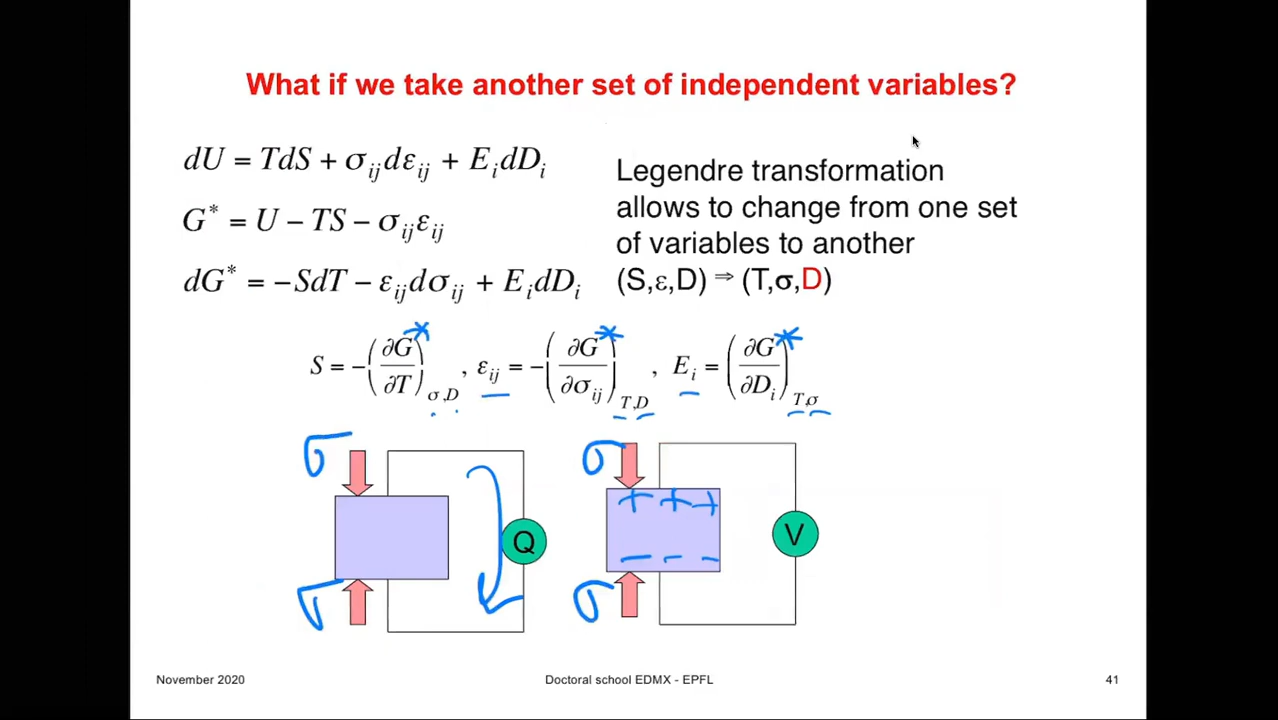 What if we take another set of independent variables?
dU = TdS + σ_ij dε_ij + E_i dD_i
G* = U − TS − σ_ij ε_ij
dG* = −SdT − ε_ij dσ_ij + E_i dD_i
Legendre transformation
allows to change from one set
of variables to another
(S,ε,D) ⇒ (T,σ,D)
S = −(∂G*/∂T)_σ,D , ε_ij = −(∂G*/∂σ_ij)_T,D , E_i = (∂G*/∂D_i)_T,σ
σ σ
+ + +
Q V
− − −
σ σ
November 2020 Doctoral school EDMX - EPFL 41